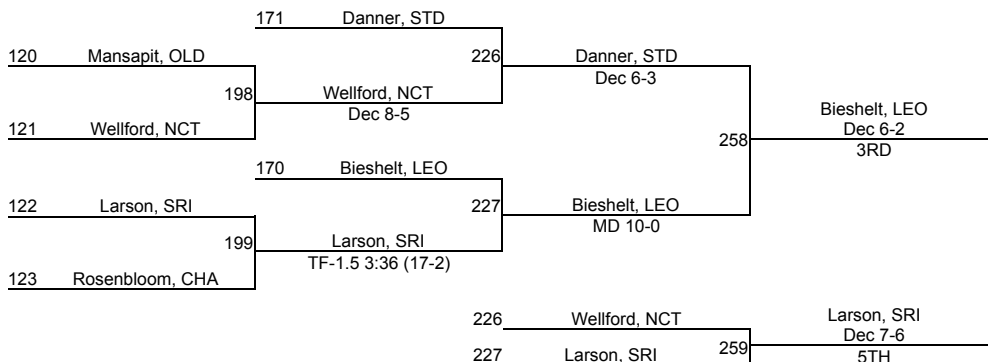 171 Danner, STD
120 Mansapit, OLD 226 Danner, STD
Dec 6-3
198 Wellford, NCT
Dec 8-5
Bieshelt, LEO
121 Wellford, NCT
Dec 6-2
258
3RD
170 Bieshelt, LEO
122 Larson, SRI
227 Bieshelt, LEO
MD 10-0
199 Larson, SRI
TF-1.5 3:36 (17-2)
123 Rosenbloom, CHA
226 Wellford, NCT
Larson, SRI
Dec 7-6
259
227 Larson, SRI
5TH